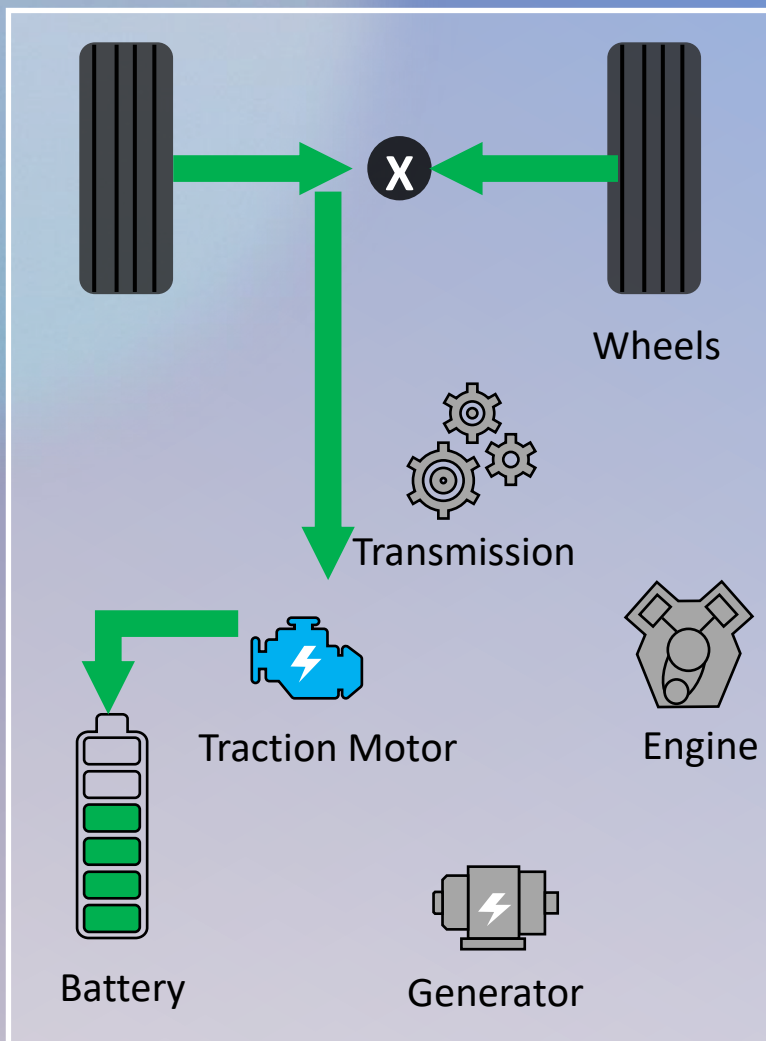 X
Wheels
Transmission
Traction Motor
Engine
Battery
Generator